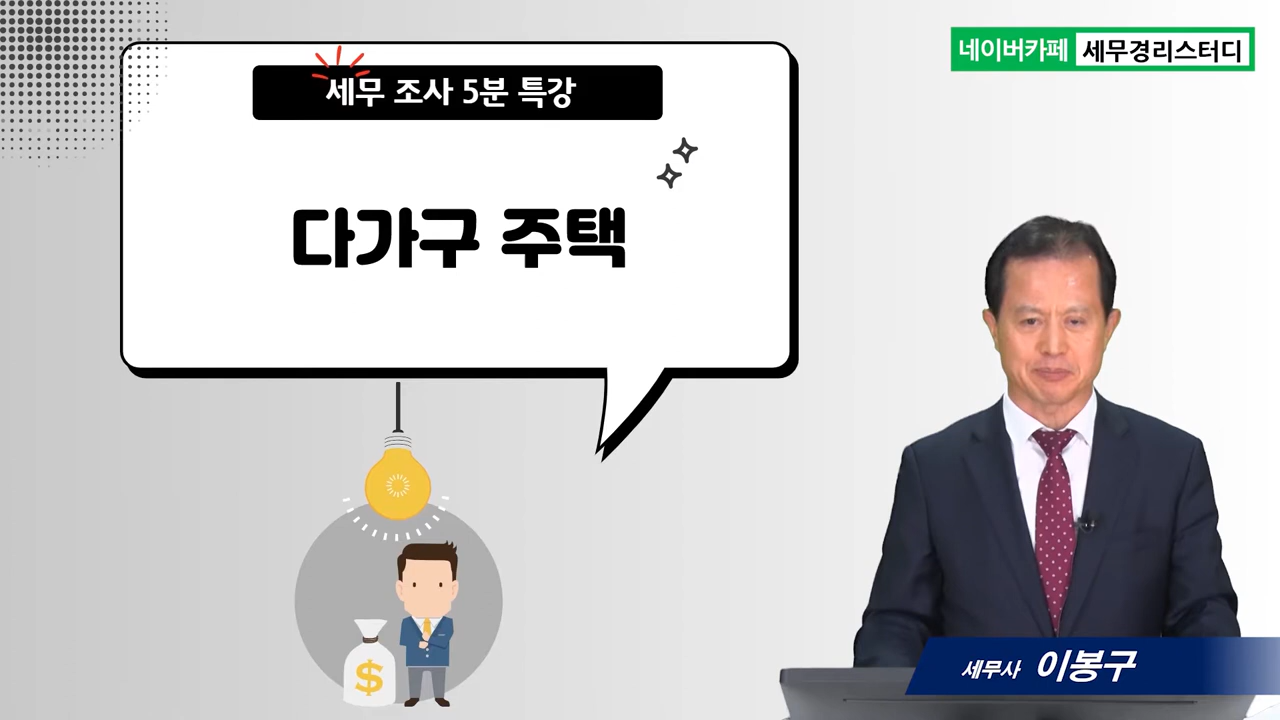 네이버카페 세무경리스터디
세무 조사 5분 특강
다가구 주택
$
세무사 이봉구